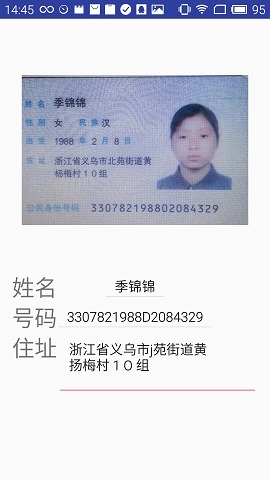 14:45
95
姓名 季锦锦
性别 女 民族 汉
出生 1988 年 2 月 8 日
住址 浙江省义乌市北苑街道黄
杨梅村10组
公民身份号码 330782198802084329
姓名 季锦锦
号码 3307821988D2084329
住址 浙江省义乌市j苑街道黄
扬梅村 1 O 组